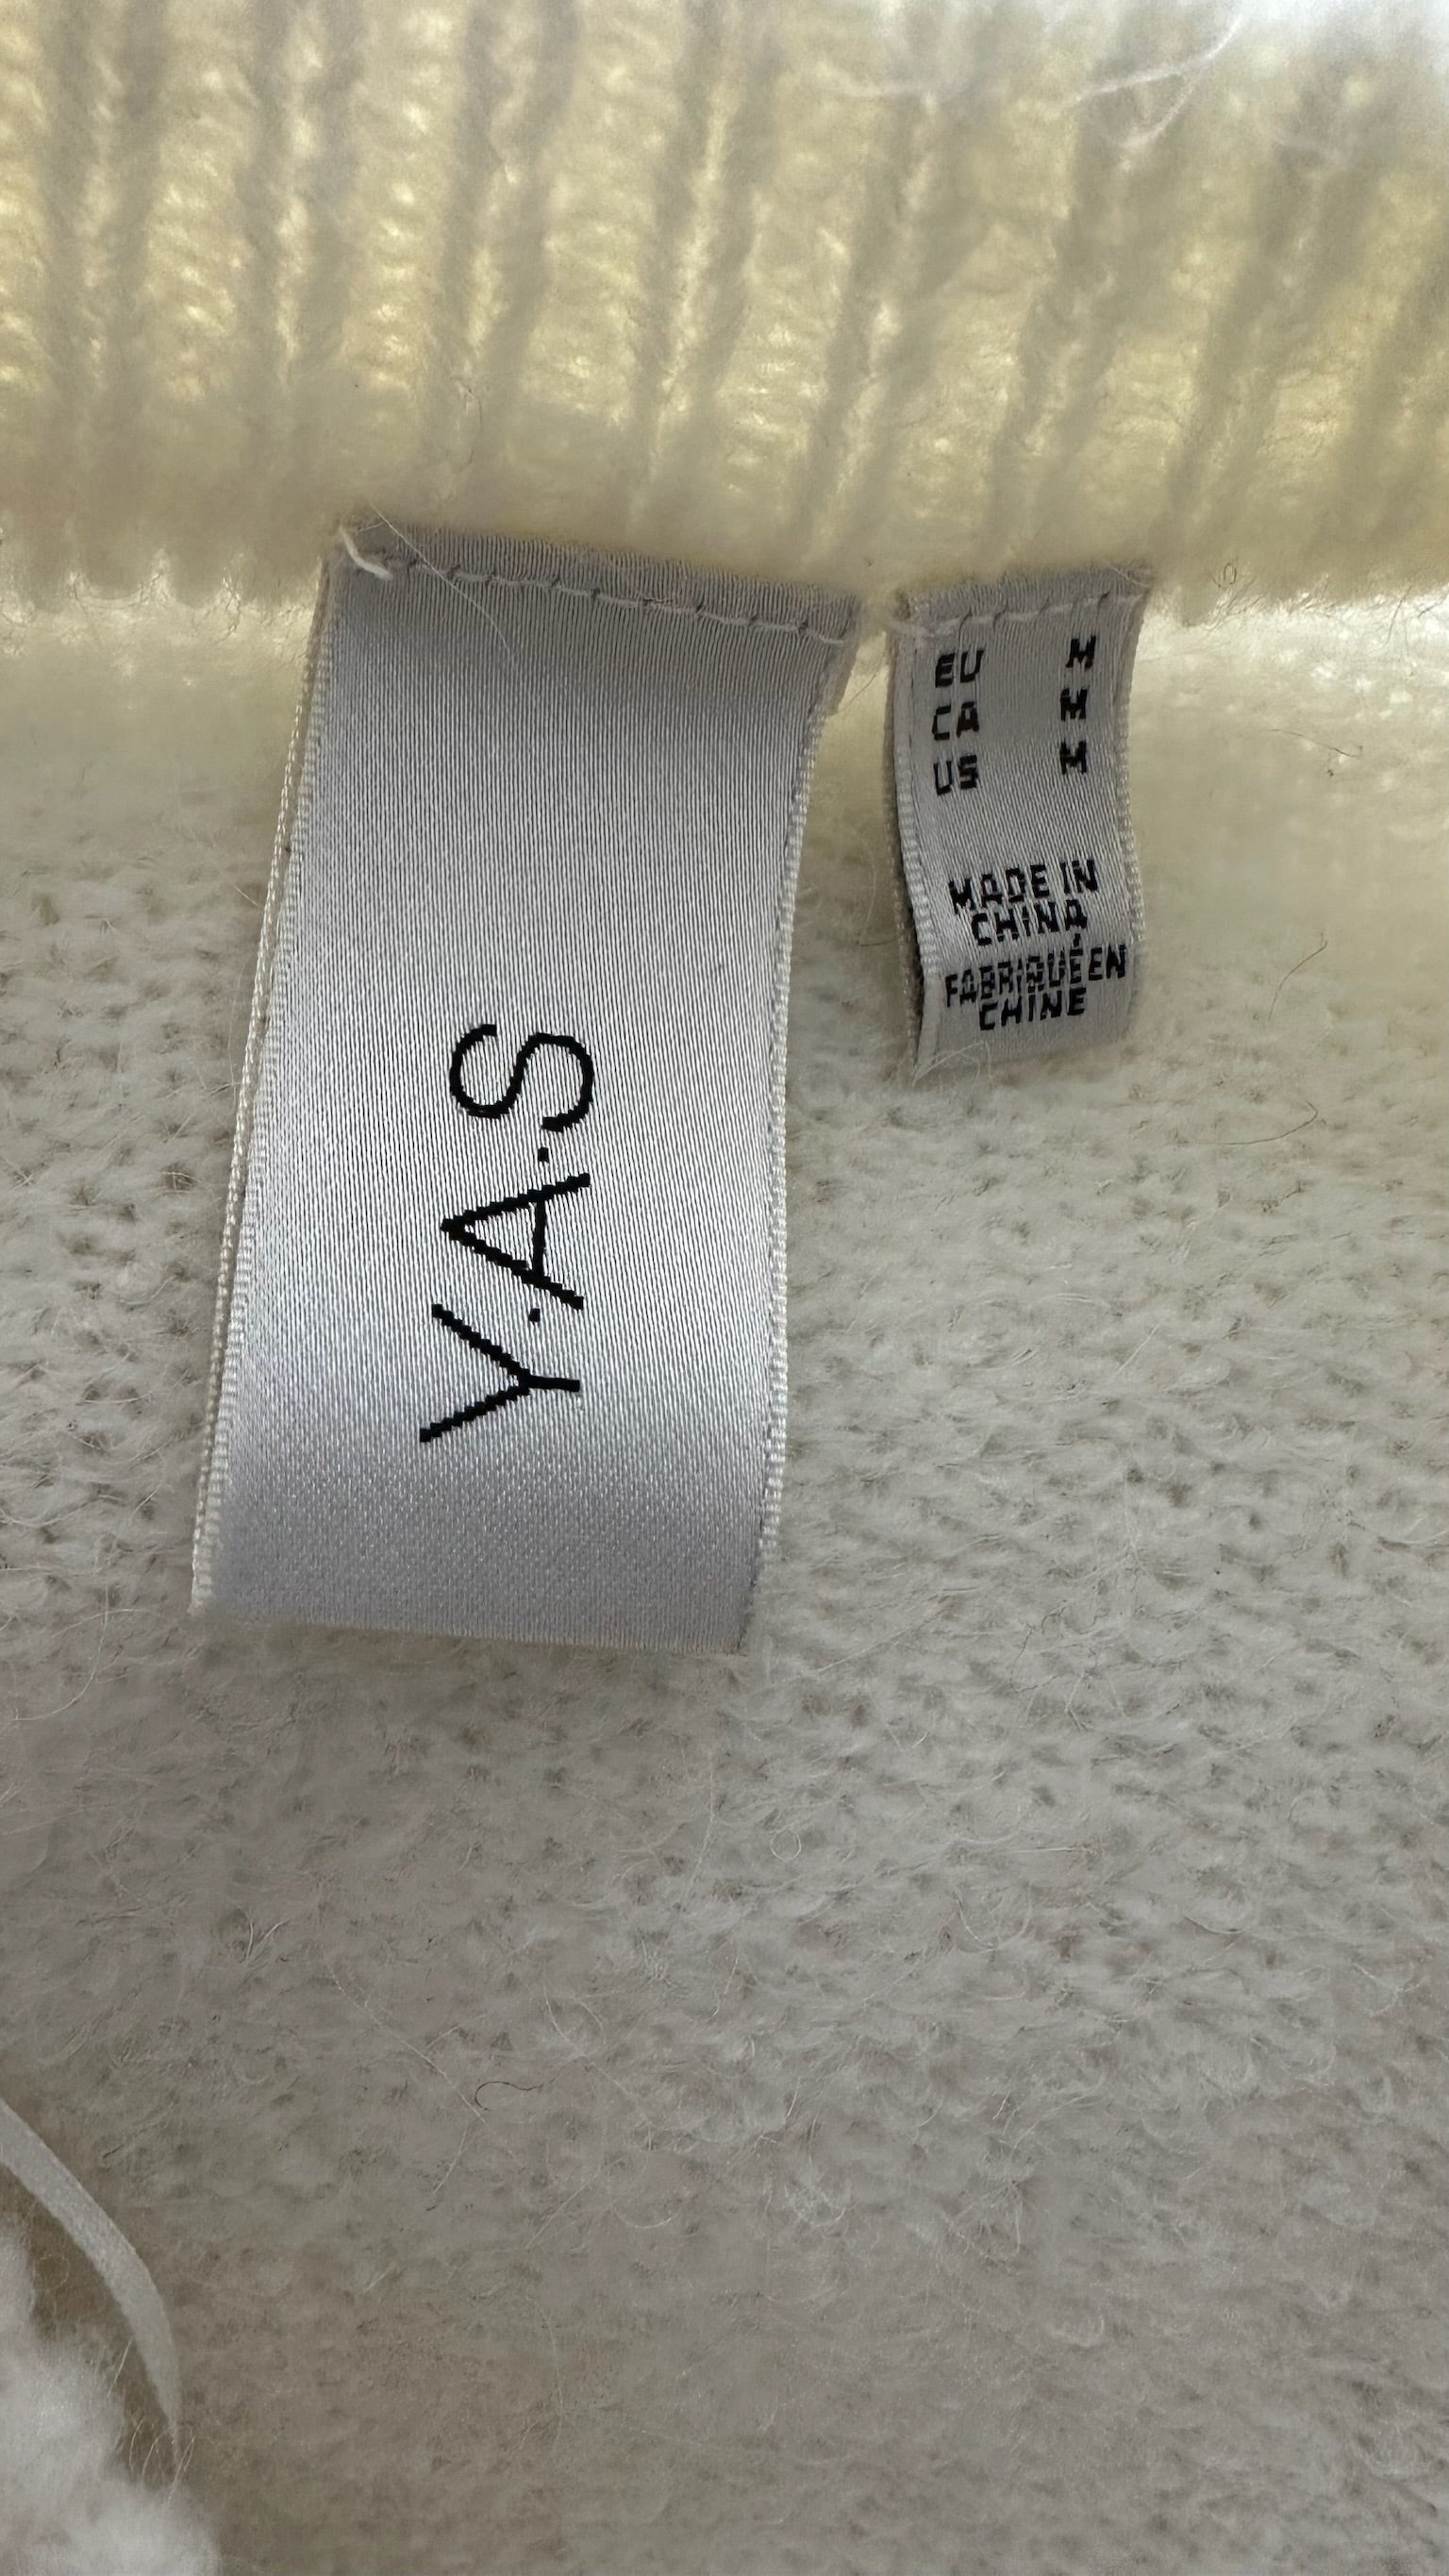 Y.A.S
EU M
CA M
US M
MADE IN
CHINA
FABRIQUÉ EN
CHINE